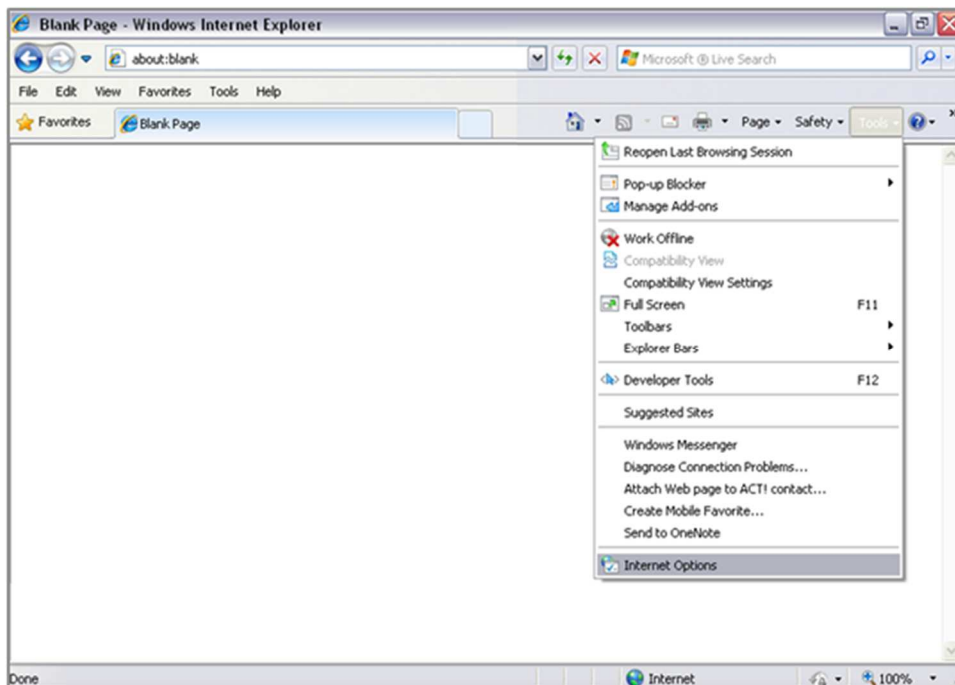 Blank Page - Windows Internet Explorer
about:blank
Microsoft ® Live Search
File Edit View Favorites Tools Help
Favorites Blank Page Page Safety Tools
Reopen Last Browsing Session
Pop-up Blocker
Manage Add-ons
Work Offline
Compatibility View
Compatibility View Settings
Full Screen F11
Toolbars
Explorer Bars
Developer Tools F12
Suggested Sites
Windows Messenger
Diagnose Connection Problems...
Attach Web page to ACT! contact...
Create Mobile Favorite...
Send to OneNote
Internet Options
Done Internet 100%